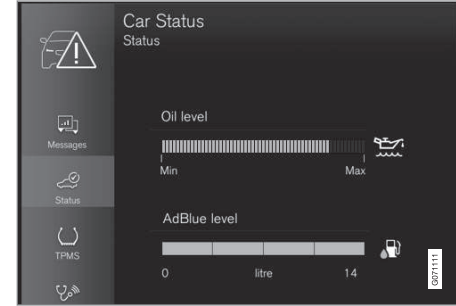 Car Status
Status
Messages
Status
TPMS
Oil level
Min Max
AdBlue level
0 litre 14
G071111